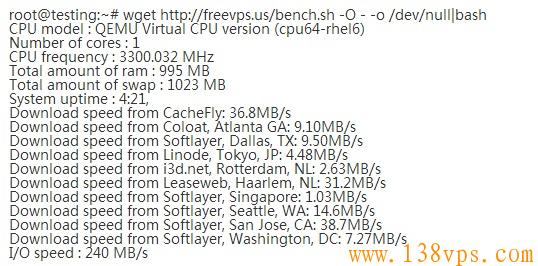 root@testing:~# wget http://freevps.us/bench.sh -O - -o /dev/null|bash
CPU model : QEMU Virtual CPU version (cpu64-rhel6)
Number of cores : 1
CPU frequency : 3300.032 MHz
Total amount of ram : 995 MB
Total amount of swap : 1023 MB
System uptime : 4:21,
Download speed from CacheFly: 36.8MB/s
Download speed from Coloat, Atlanta GA: 9.10MB/s
Download speed from Softlayer, Dallas, TX: 9.50MB/s
Download speed from Linode, Tokyo, JP: 4.48MB/s
Download speed from i3d.net, Rotterdam, NL: 2.63MB/s
Download speed from Leaseweb, Haarlem, NL: 31.2MB/s
Download speed from Softlayer, Singapore: 1.03MB/s
Download speed from Softlayer, Seattle, WA: 14.6MB/s
Download speed from Softlayer, San Jose, CA: 38.7MB/s
Download speed from Softlayer, Washington, DC: 7.27MB/s
I/O speed : 240 MB/s
www.138vps.com